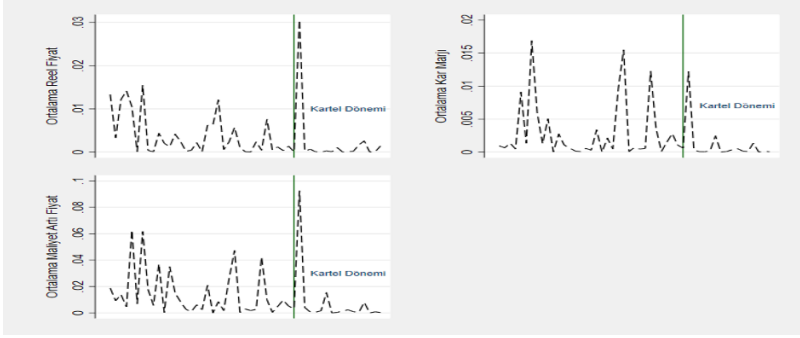 Ortalama Reel Fiyat
.03
.02
.01
0
Kartel Dönemi
Ortalama Kar Marjı
.02
.015
.01
.005
0
Kartel Dönemi
Ortalama Maliyet Artı Fiyat
.1
.08
.06
.04
.02
0
Kartel Dönemi